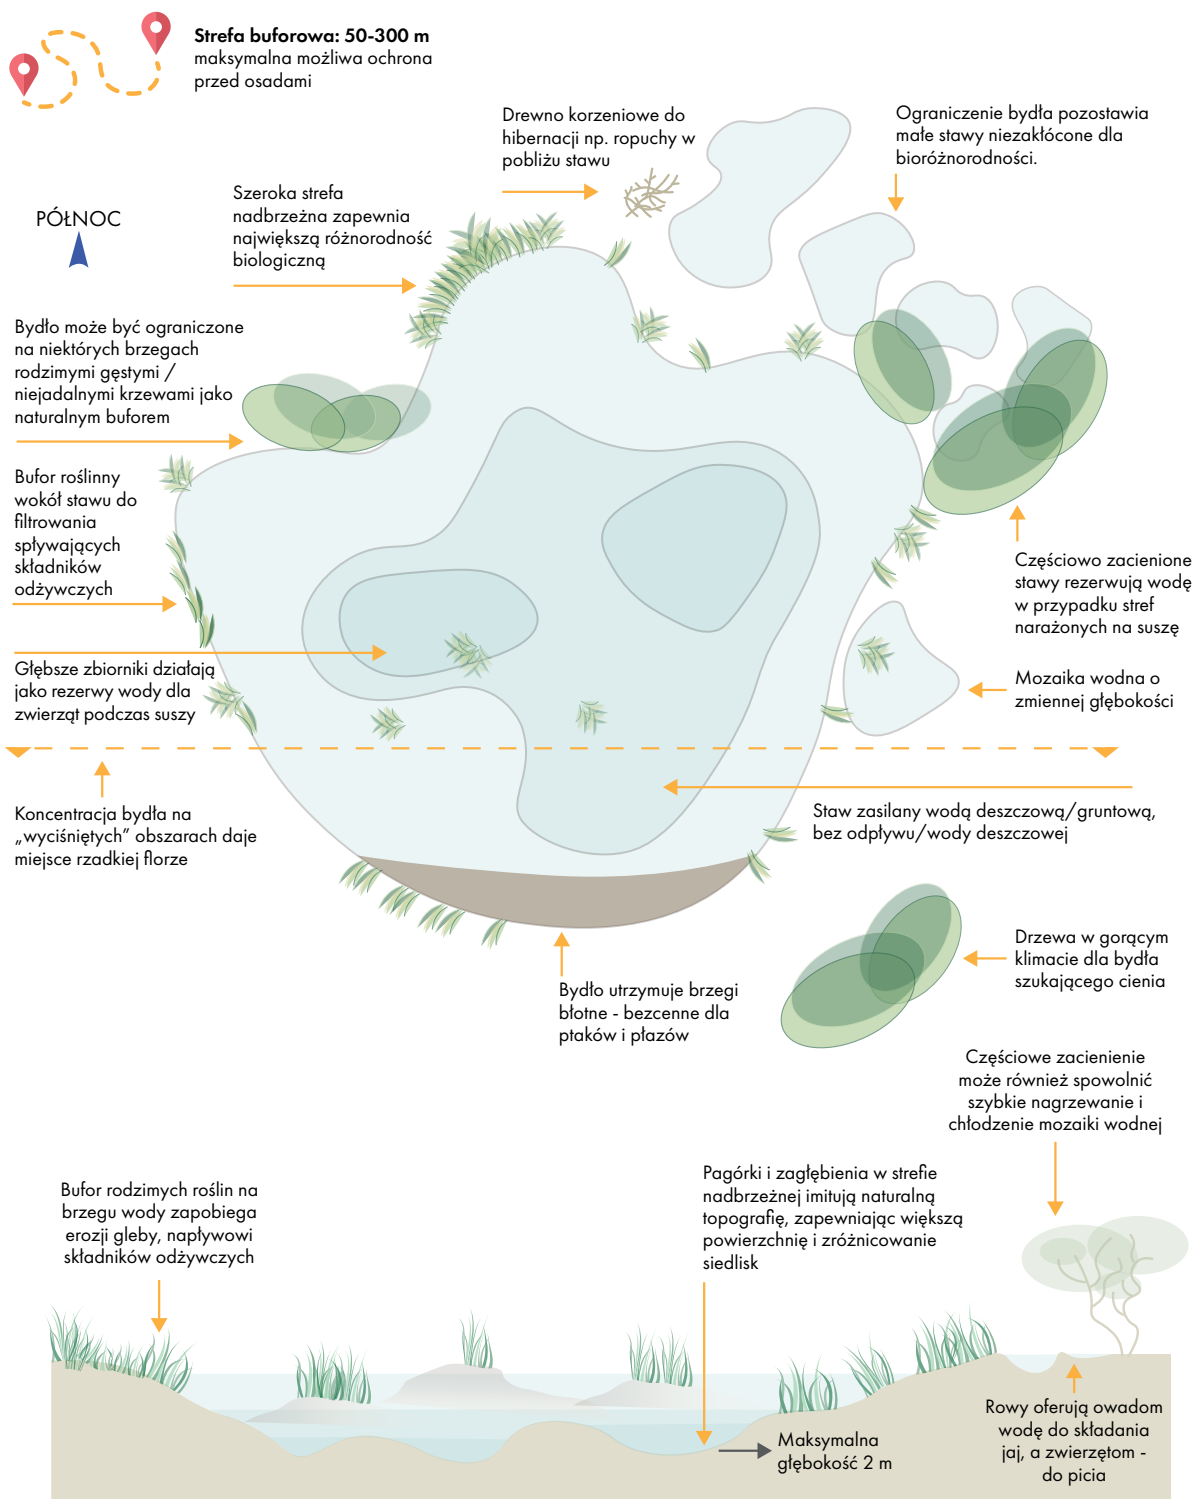 Strefa buforowa: 50-300 m
maksymalna możliwa ochrona
przed osadami
Drewno korzeniowe do
hibernacji np. ropuchy w
pobliżu stawu
Ograniczenie bydła pozostawia
małe stawy niezakłócone dla
bioróżnorodności.
Szeroka strefa
nadbrzeżna zapewnia
największą różnorodność
biologiczną
PÓŁNOC
Bydło może być ograniczone
na niektórych brzegach
rodzimymi gęstymi /
niejadalnymi krzewami jako
naturalnym buforem
Bufor roślinny
wokół stawu do
filtrowania
spływających
składników
odżywczych
Częściowo zacienione
stawy rezerwują wodę
w przypadku stref
narażonych na suszę
Głębsze zbiorniki działają
jako rezerwy wody dla
zwierząt podczas suszy
Mozaika wodna o
zmiennej głębokości
Koncentracja bydła na
„wyciśniętych” obszarach daje
miejsce rzadkiej florze
Staw zasilany wodą deszczową/gruntową,
bez odpływu/wody deszczowej
Drzewa w gorącym
klimacie dla bydła
szukającego cienia
Bydło utrzymuje brzegi
błotne - bezcenne dla
ptaków i płazów
Częściowe zacienienie
może również spowolnić
szybkie nagrzewanie i
chłodzenie mozaiki wodnej
Bufor rodzimych roślin na
brzegu wody zapobiega
erozji gleby, napływowi
składników odżywczych
Pagórki i zagłębienia w strefie
nadbrzeżnej imitują naturalną
topografię, zapewniając większą
powierzchnię i zróżnicowanie
siedlisk
Maksymalna
głębokość 2 m
Rowy oferują owadom
wodę do składania
jaj, a zwierzętom -
do picia